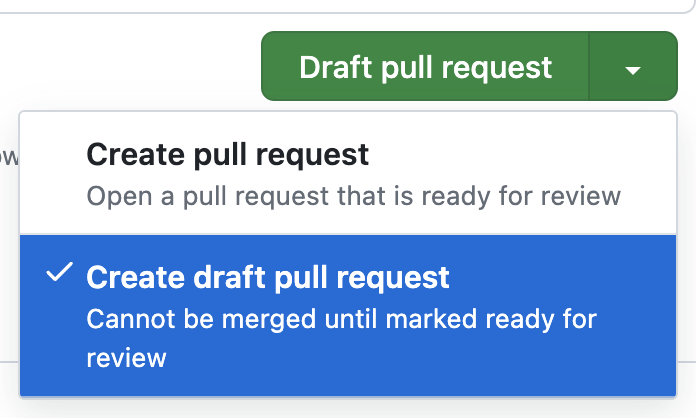 Draft pull request
Create pull request
Open a pull request that is ready for review
Create draft pull request
Cannot be merged until marked ready for
review